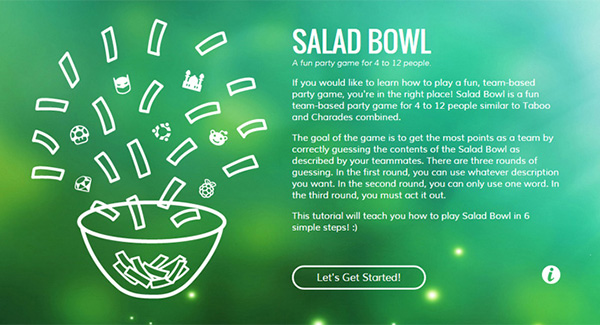 SALAD BOWL
A fun party game for 4 to 12 people.
If you would like to learn how to play a fun, team-based
party game, you're in the right place! Salad Bowl is a fun
team-based party game for 4 to 12 people similar to Taboo
and Charades combined.
The goal of the game is to get the most points as a team by
correctly guessing the contents of the Salad Bowl as
described by your teammates. There are three rounds of
guessing. In the first round, you can use whatever description
you want. In the second round, you can only use one word. In
the third round, you must act it out.
This tutorial will teach you how to play Salad Bowl in 6
simple steps! :)
Let's Get Started!
i